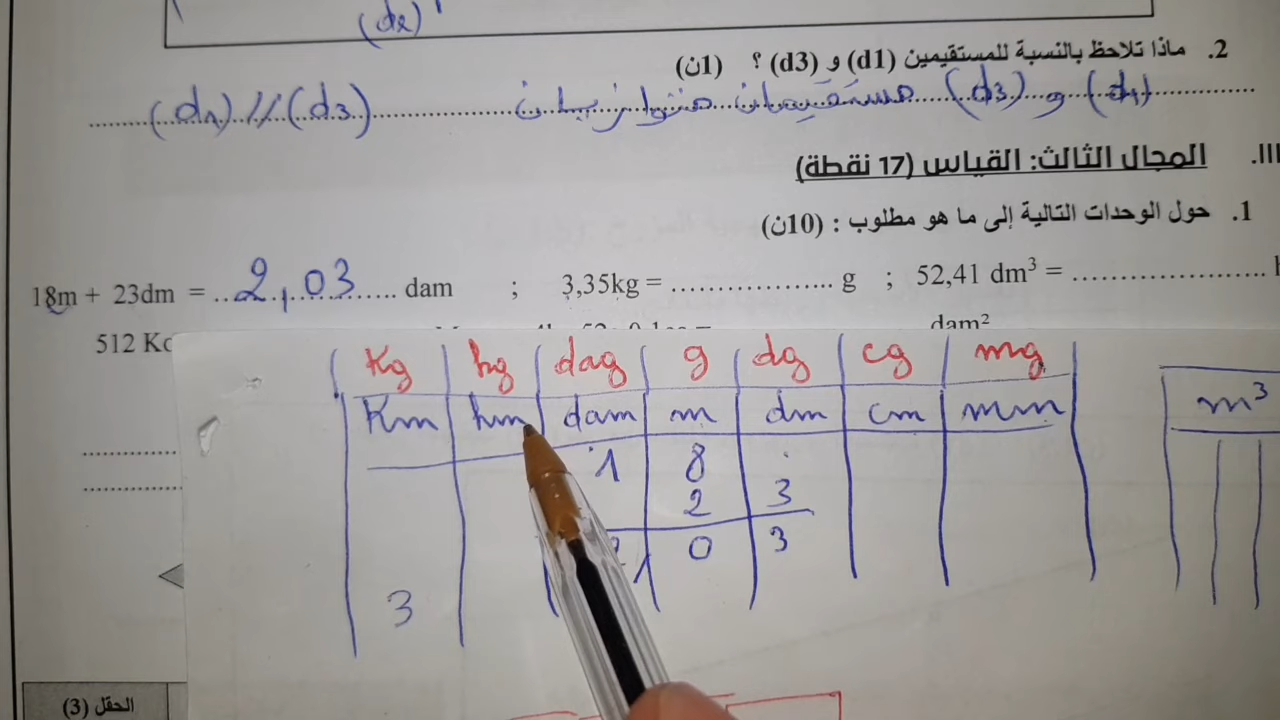 (d2)
2. ماذا تلاحظ بالنسبة للمستقيمين (d1) و (d3) ؟ (1ن)
(d1) و (d3) مستقيمان متوازيان (d1) // (d3)
III. المجال الثالث: القياس (17 نقطة)
1. حول الوحدات التالية إلى ما هو مطلوب : (10ن)
18m + 23dm = 2,03 dam ; 3,35kg = ........ g ; 52,41 dm³ = ........
512 dam²
Kg hg dag g dg cg mg
Km hm dam m dm cm mm m³
1 8
2 3
0 3
3
الحقل (3)